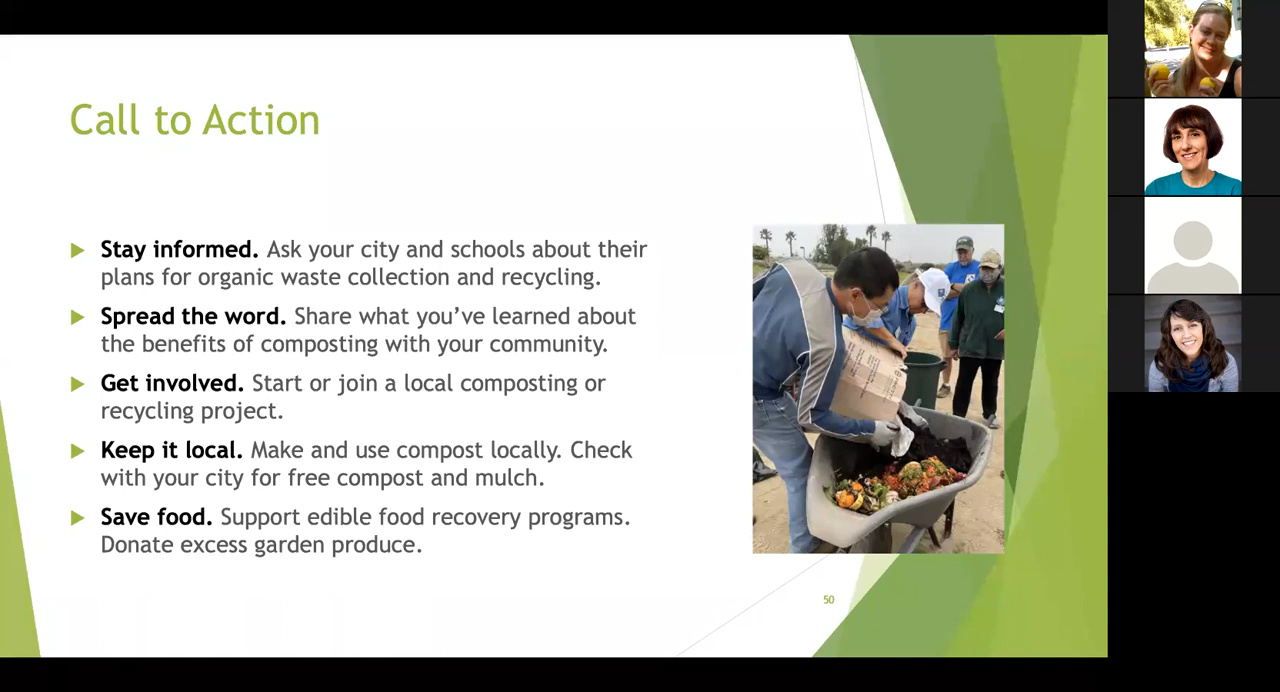 Call to Action
Stay informed. Ask your city and schools about their
plans for organic waste collection and recycling.
Spread the word. Share what you’ve learned about
the benefits of composting with your community.
Get involved. Start or join a local composting or
recycling project.
Keep it local. Make and use compost locally. Check
with your city for free compost and mulch.
Save food. Support edible food recovery programs.
Donate excess garden produce.
50